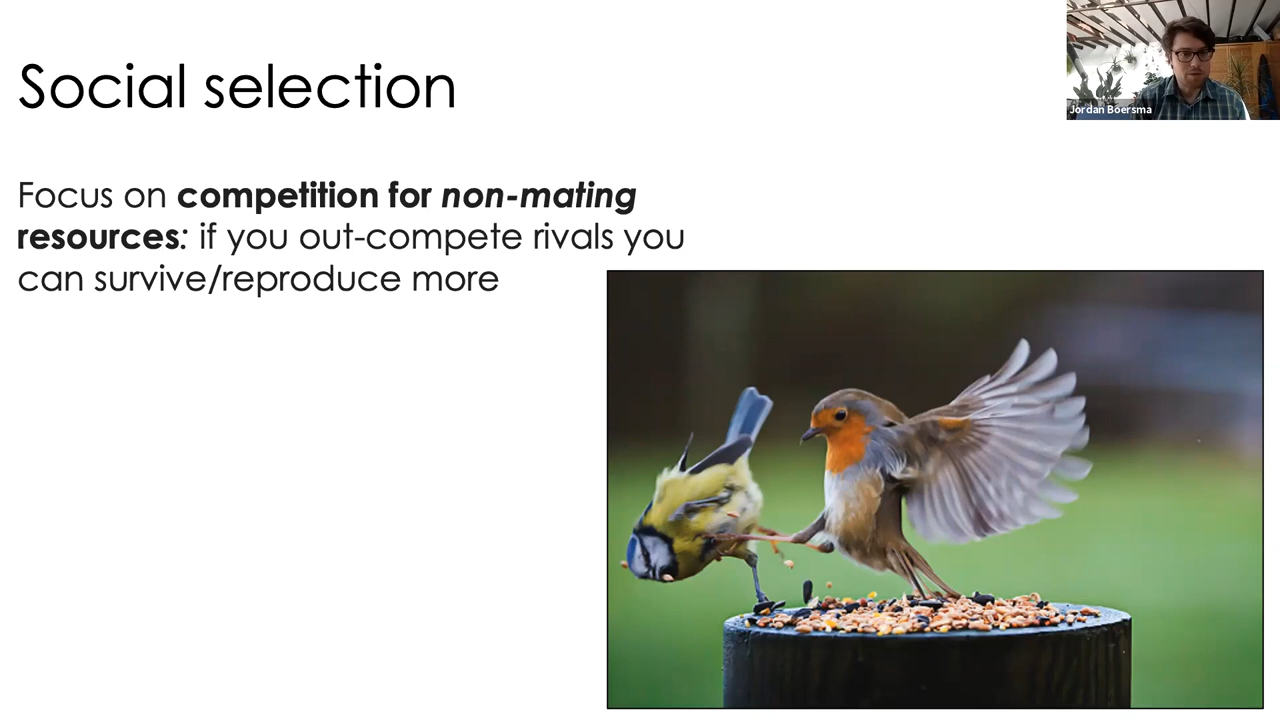 Social selection
Jordan Boersma
Focus on competition for non-mating
resources: if you out-compete rivals you
can survive/reproduce more